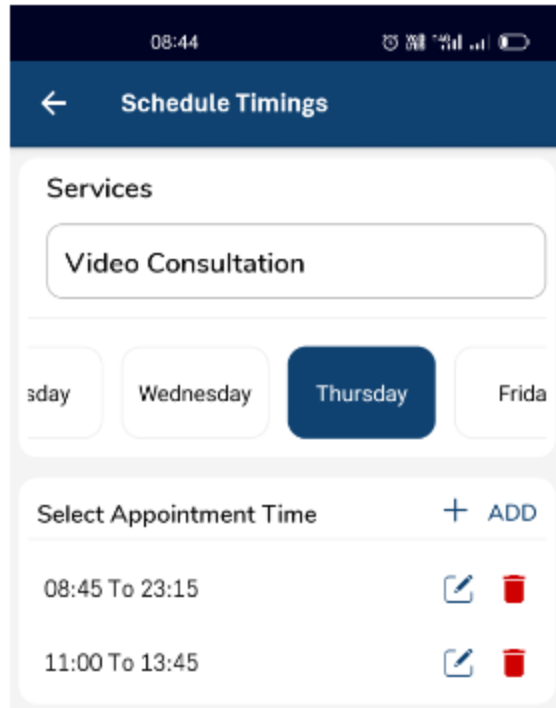 08:44
Schedule Timings
Services
Video Consultation
sday Wednesday Thursday Frida
Select Appointment Time + ADD
08:45 To 23:15
11:00 To 13:45